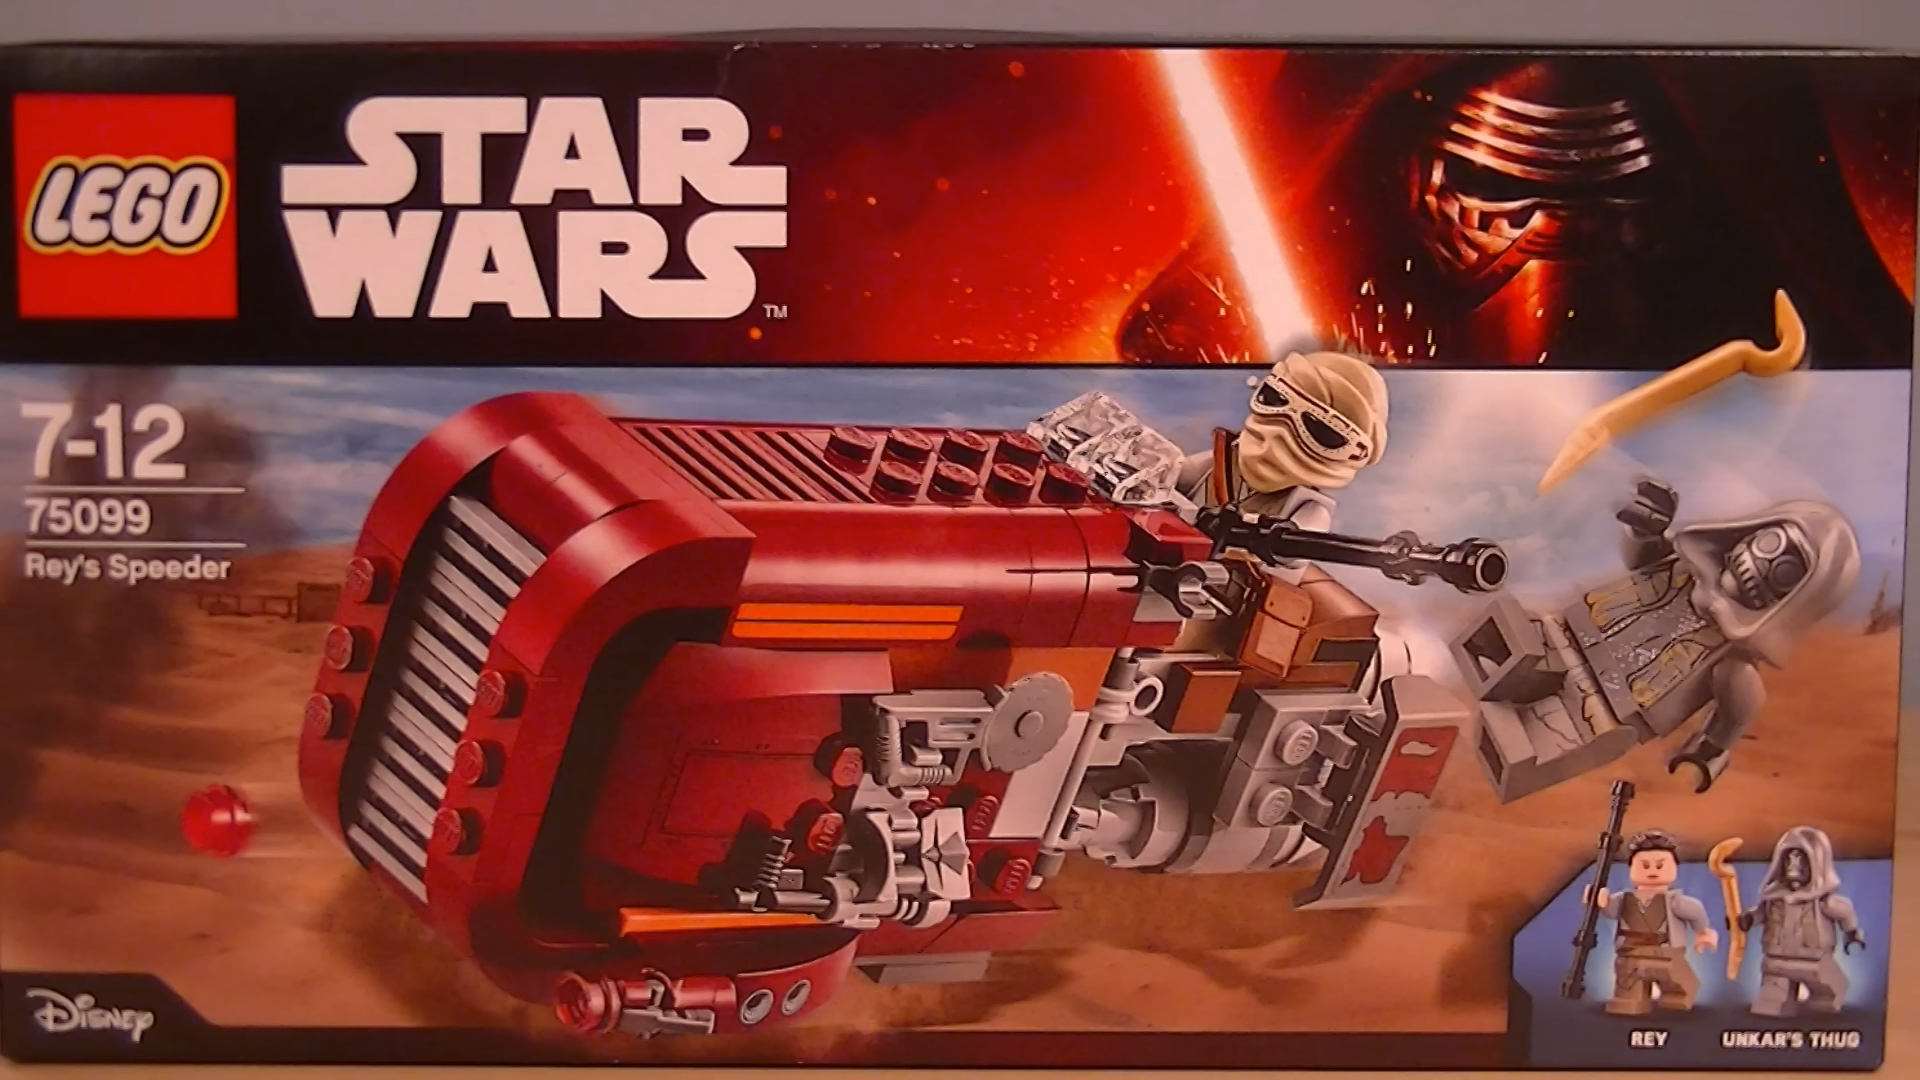 LEGO
STAR
WARS
TM
7-12
75099
Rey's Speeder
Disney
REY
UNKAR'S THUG